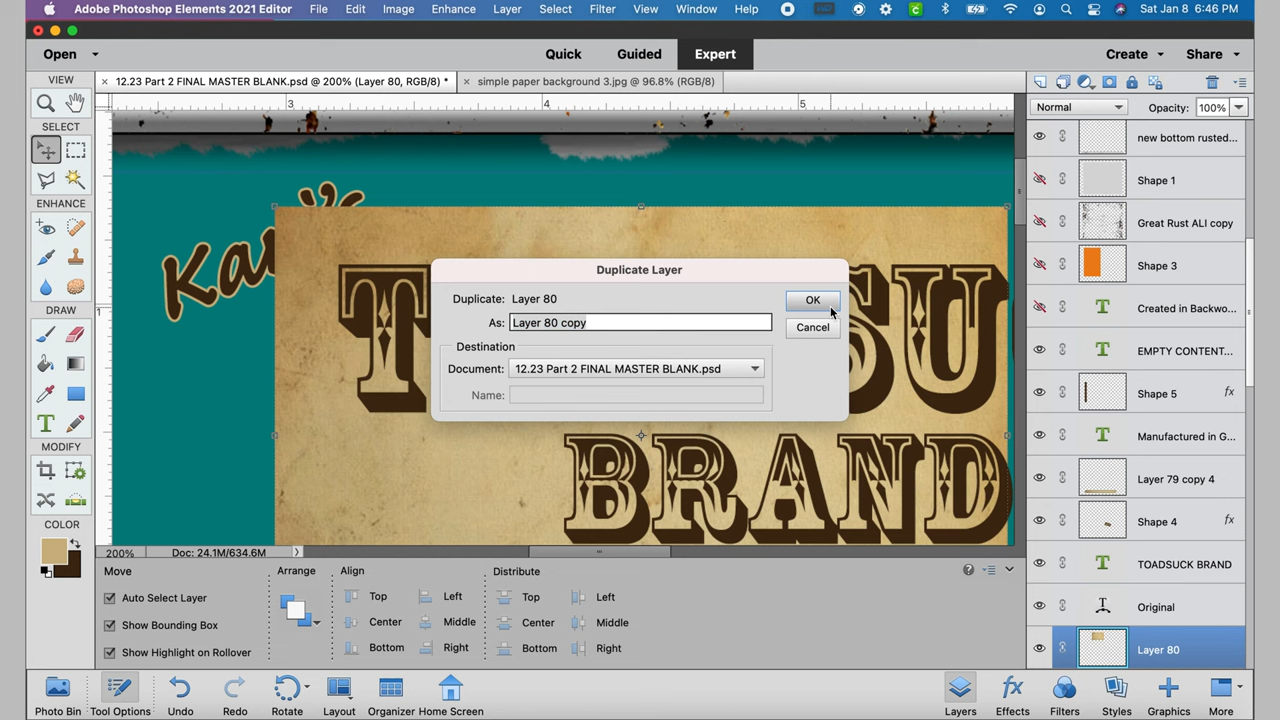 Photoshop Elements 2021 Editor File Edit Image Enhance Layer Select Filter View Window Help Sat Jan 8 6:46 PM
Open Quick Guided Expert Create Share
VIEW
× 12.23 Part 2 FINAL MASTER BLANK.psd @ 200% (Layer 80, RGB/8) * × simple paper background 3.jpg @ 96.8% (RGB/8)
3 4 5
1
Normal Opacity: 100%
new bottom rusted...
SELECT
Shape 1
ENHANCE
Great Rust ALI copy
Shape 3
Created in Backwo...
DRAW
EMPTY CONTENT...
Shape 5 fx
Manufactured in G...
MODIFY
Layer 79 copy 4
Shape 4 fx
COLOR
TOADSUCK BRAND
Original
Layer 80
BRAND
Duplicate Layer
Duplicate: Layer 80 OK
As: Layer 80 copy Cancel
Destination
Document: 12.23 Part 2 FINAL MASTER BLANK.psd
Name:
200% Doc: 24.1M/634.6M
Move Arrange Align Distribute
Auto Select Layer Top Left Top Left
Show Bounding Box Center Middle Center Middle
Show Highlight on Rollover Bottom Right Bottom Right
Photo Bin Tool Options Undo Redo Rotate Layout Organizer Home Screen Layers Effects Filters Styles Graphics More